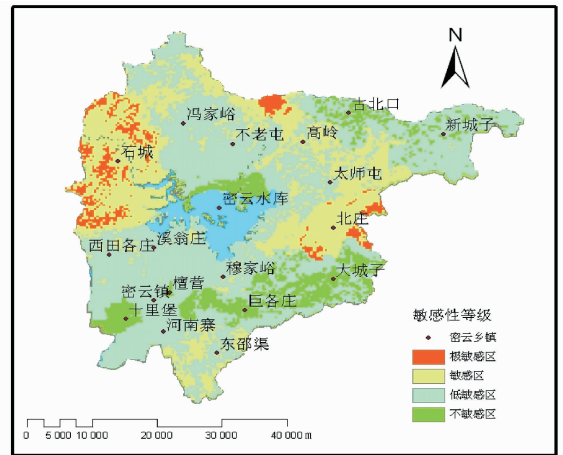 N
冯家峪
不老屯
高岭
古北口
新城子
石城
太师屯
密云水库
北庄
溪翁庄
西田各庄
穆家峪
大城子
檀营
密云镇
巨各庄
十里堡
河南寨
东邵渠
敏感性等级
密云乡镇
根敏感区
敏感区
低敏感区
不敏感区
0 5 000 10 000 20 000 30 000 40 000 m